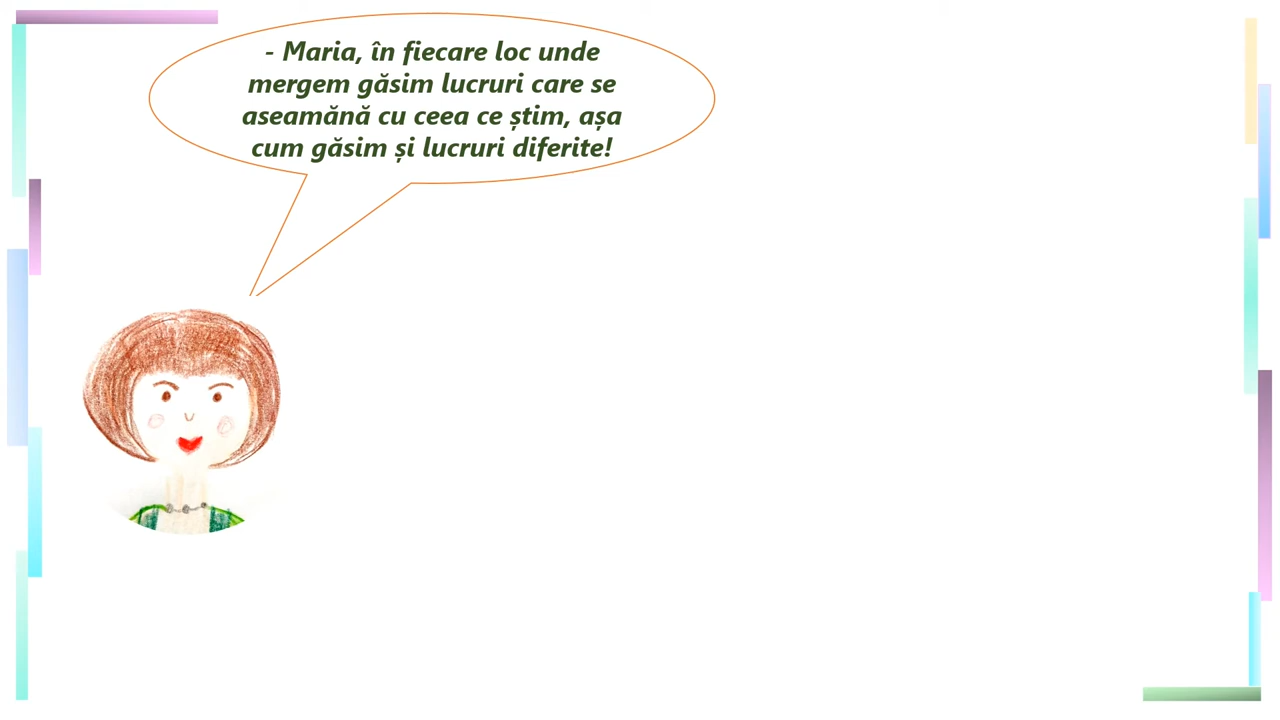 - Maria, în fiecare loc unde
mergem găsim lucruri care se
aseamănă cu ceea ce știm, așa
cum găsim și lucruri diferite!